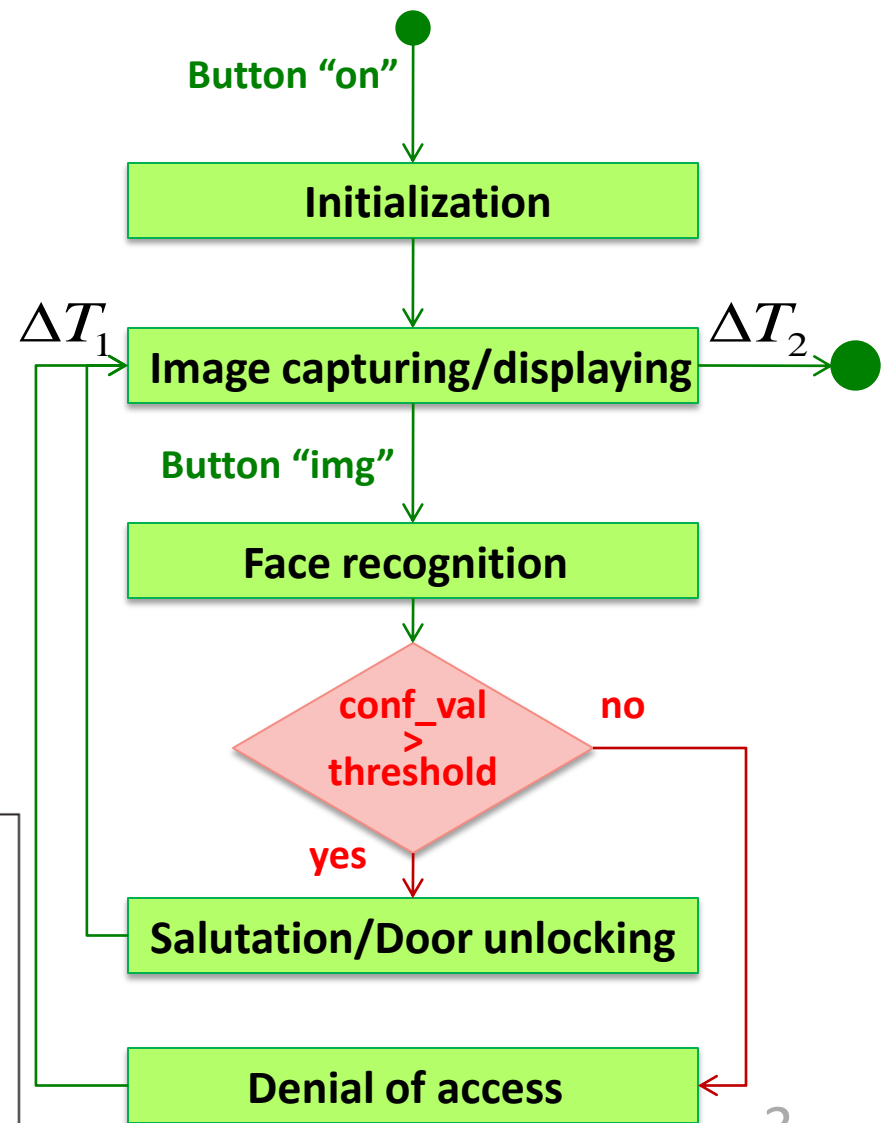 Button “on”
Initialization
ΔT₁
Image capturing/displaying
ΔT₂
Button “img”
Face recognition
conf_val
>
threshold
no
yes
Salutation/Door unlocking
Denial of access